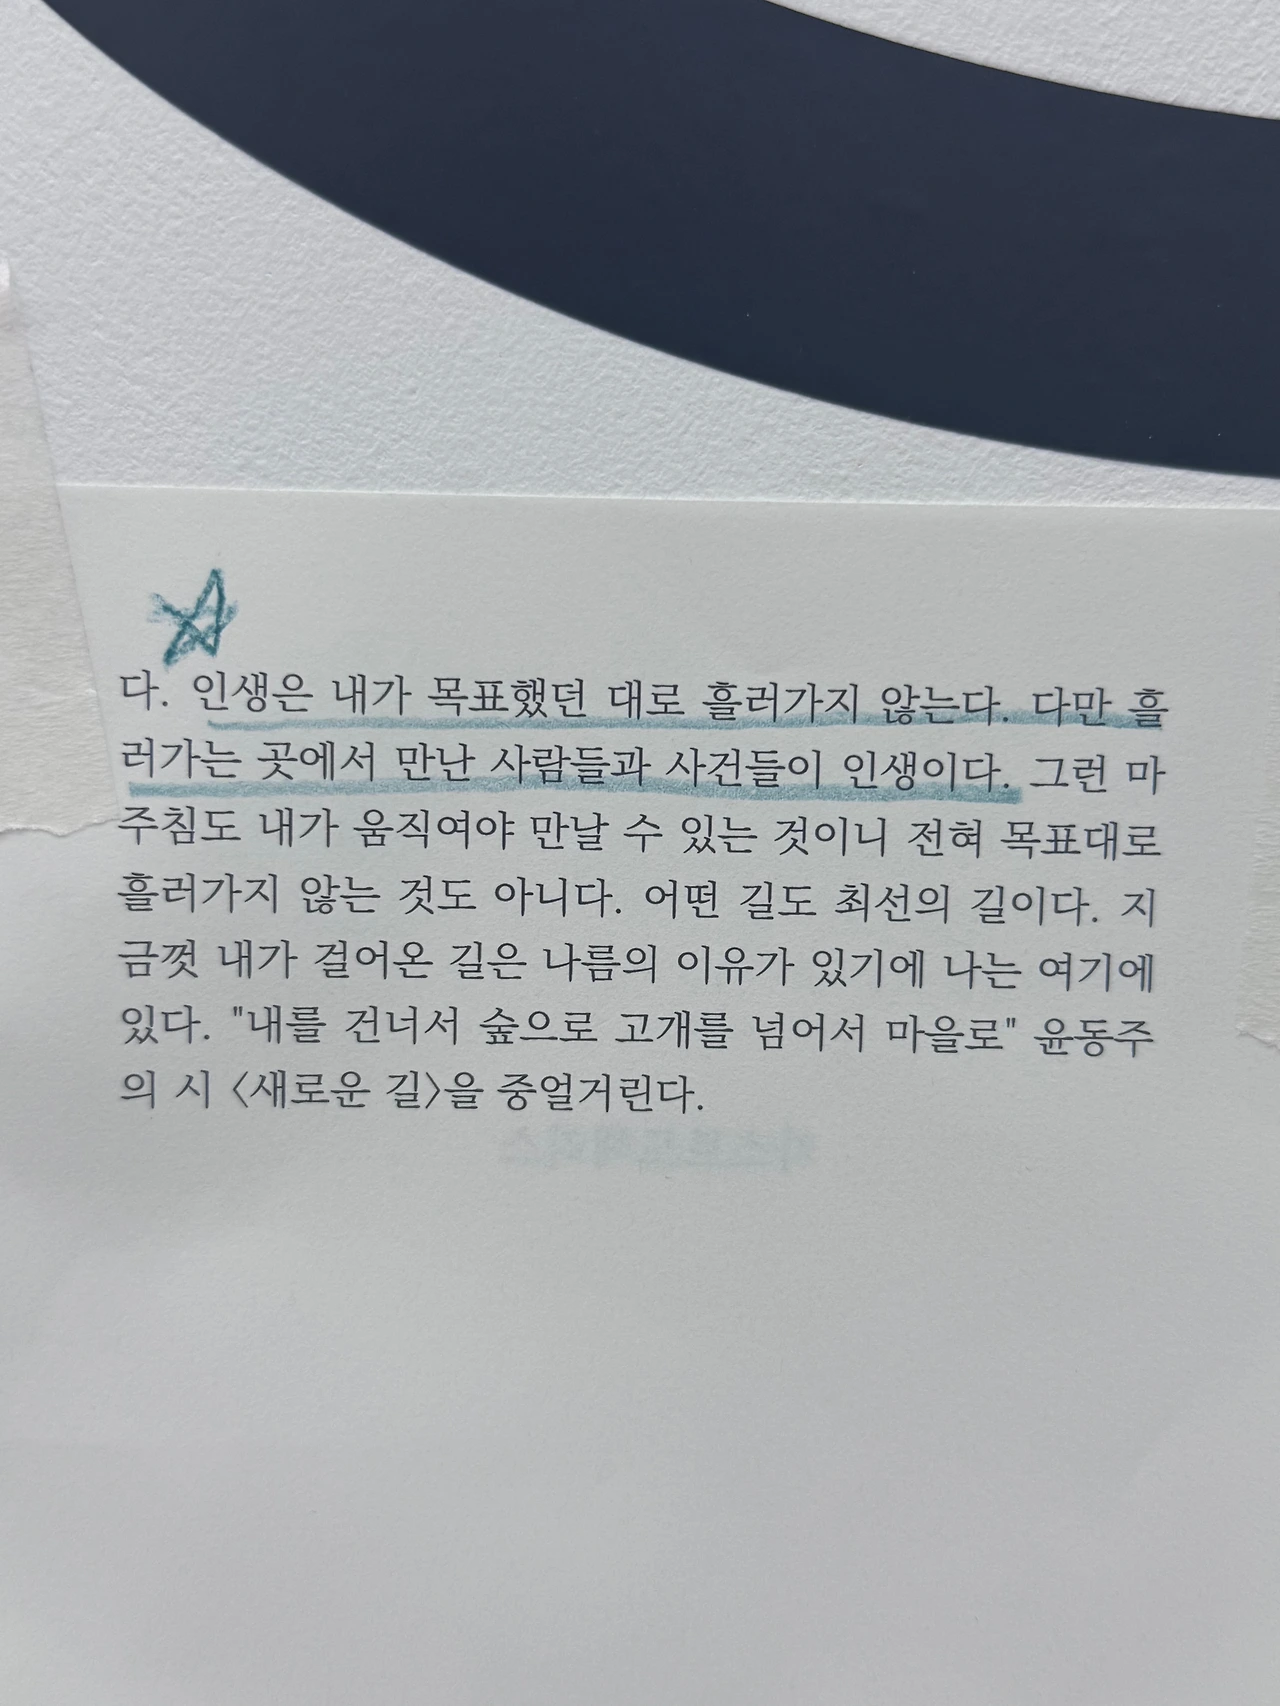 다. 인생은 내가 목표했던 대로 흘러가지 않는다. 다만 흘
러가는 곳에서 만난 사람들과 사건들이 인생이다. 그런 마
주침도 내가 움직여야 만날 수 있는 것이니 전혀 목표대로
흘러가지 않는 것도 아니다. 어떤 길도 최선의 길이다. 지
금껏 내가 걸어온 길은 나름의 이유가 있기에 나는 여기에
있다. "내를 건너서 숲으로 고개를 넘어서 마을로" 윤동주
의 시 〈새로운 길〉을 중얼거린다.